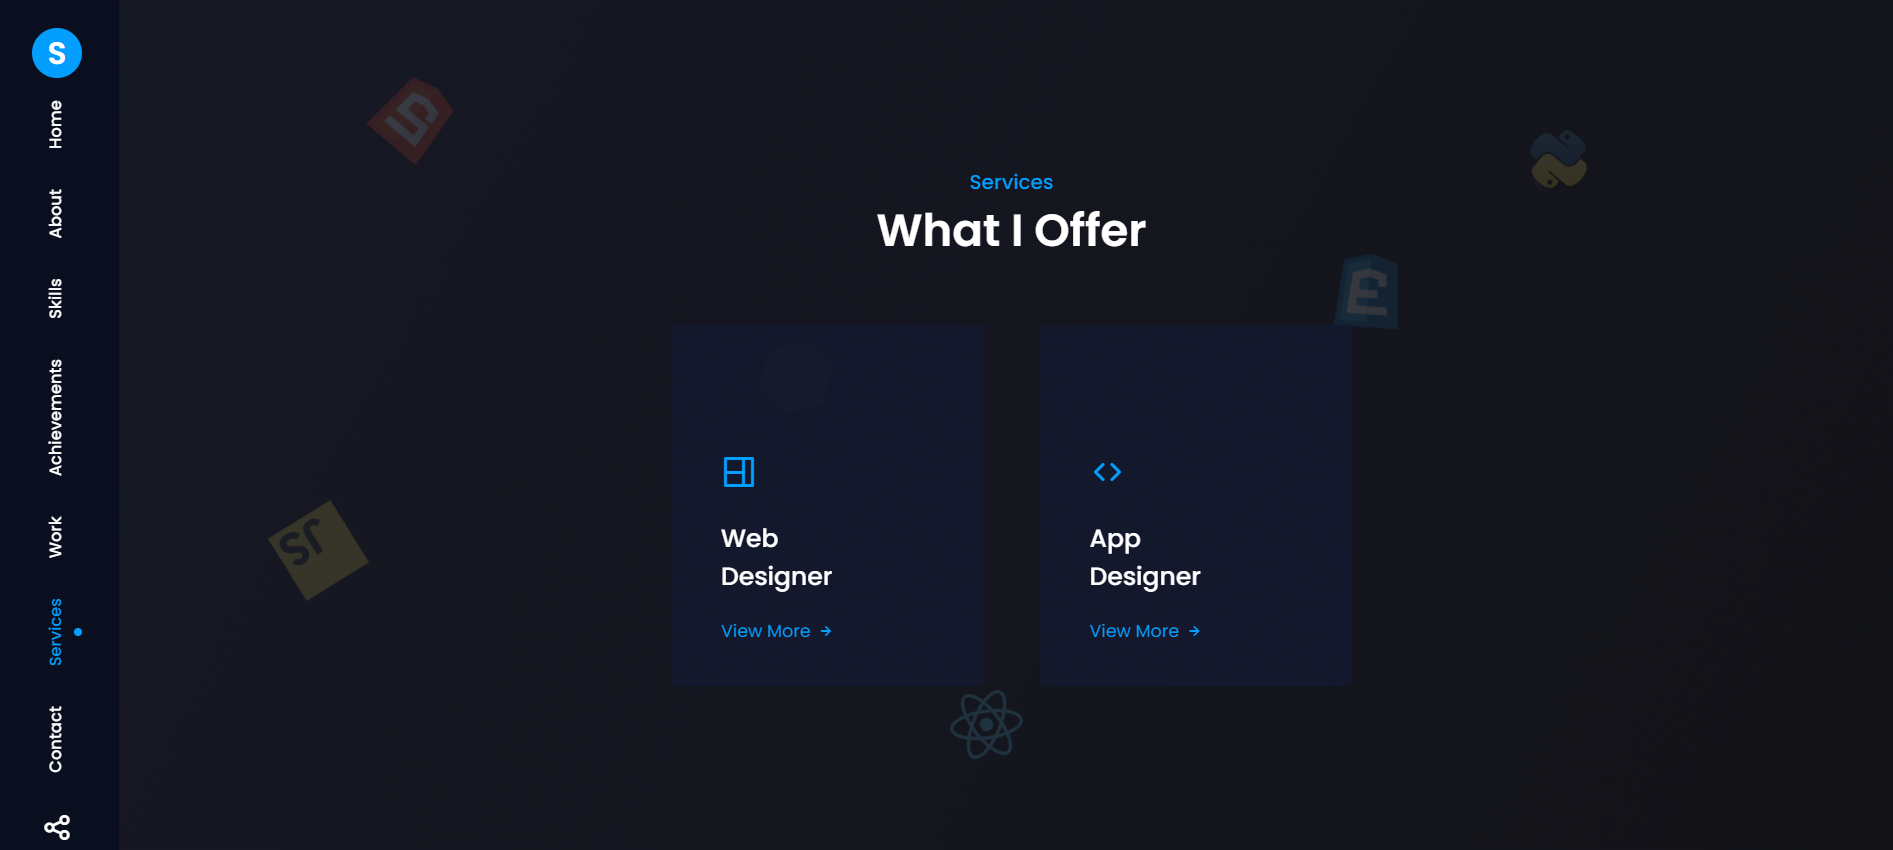 S
Home
About
Skills
Achievements
Work
Services
Contact
Services
What I Offer
Web
Designer
View More
App
Designer
View More
JS